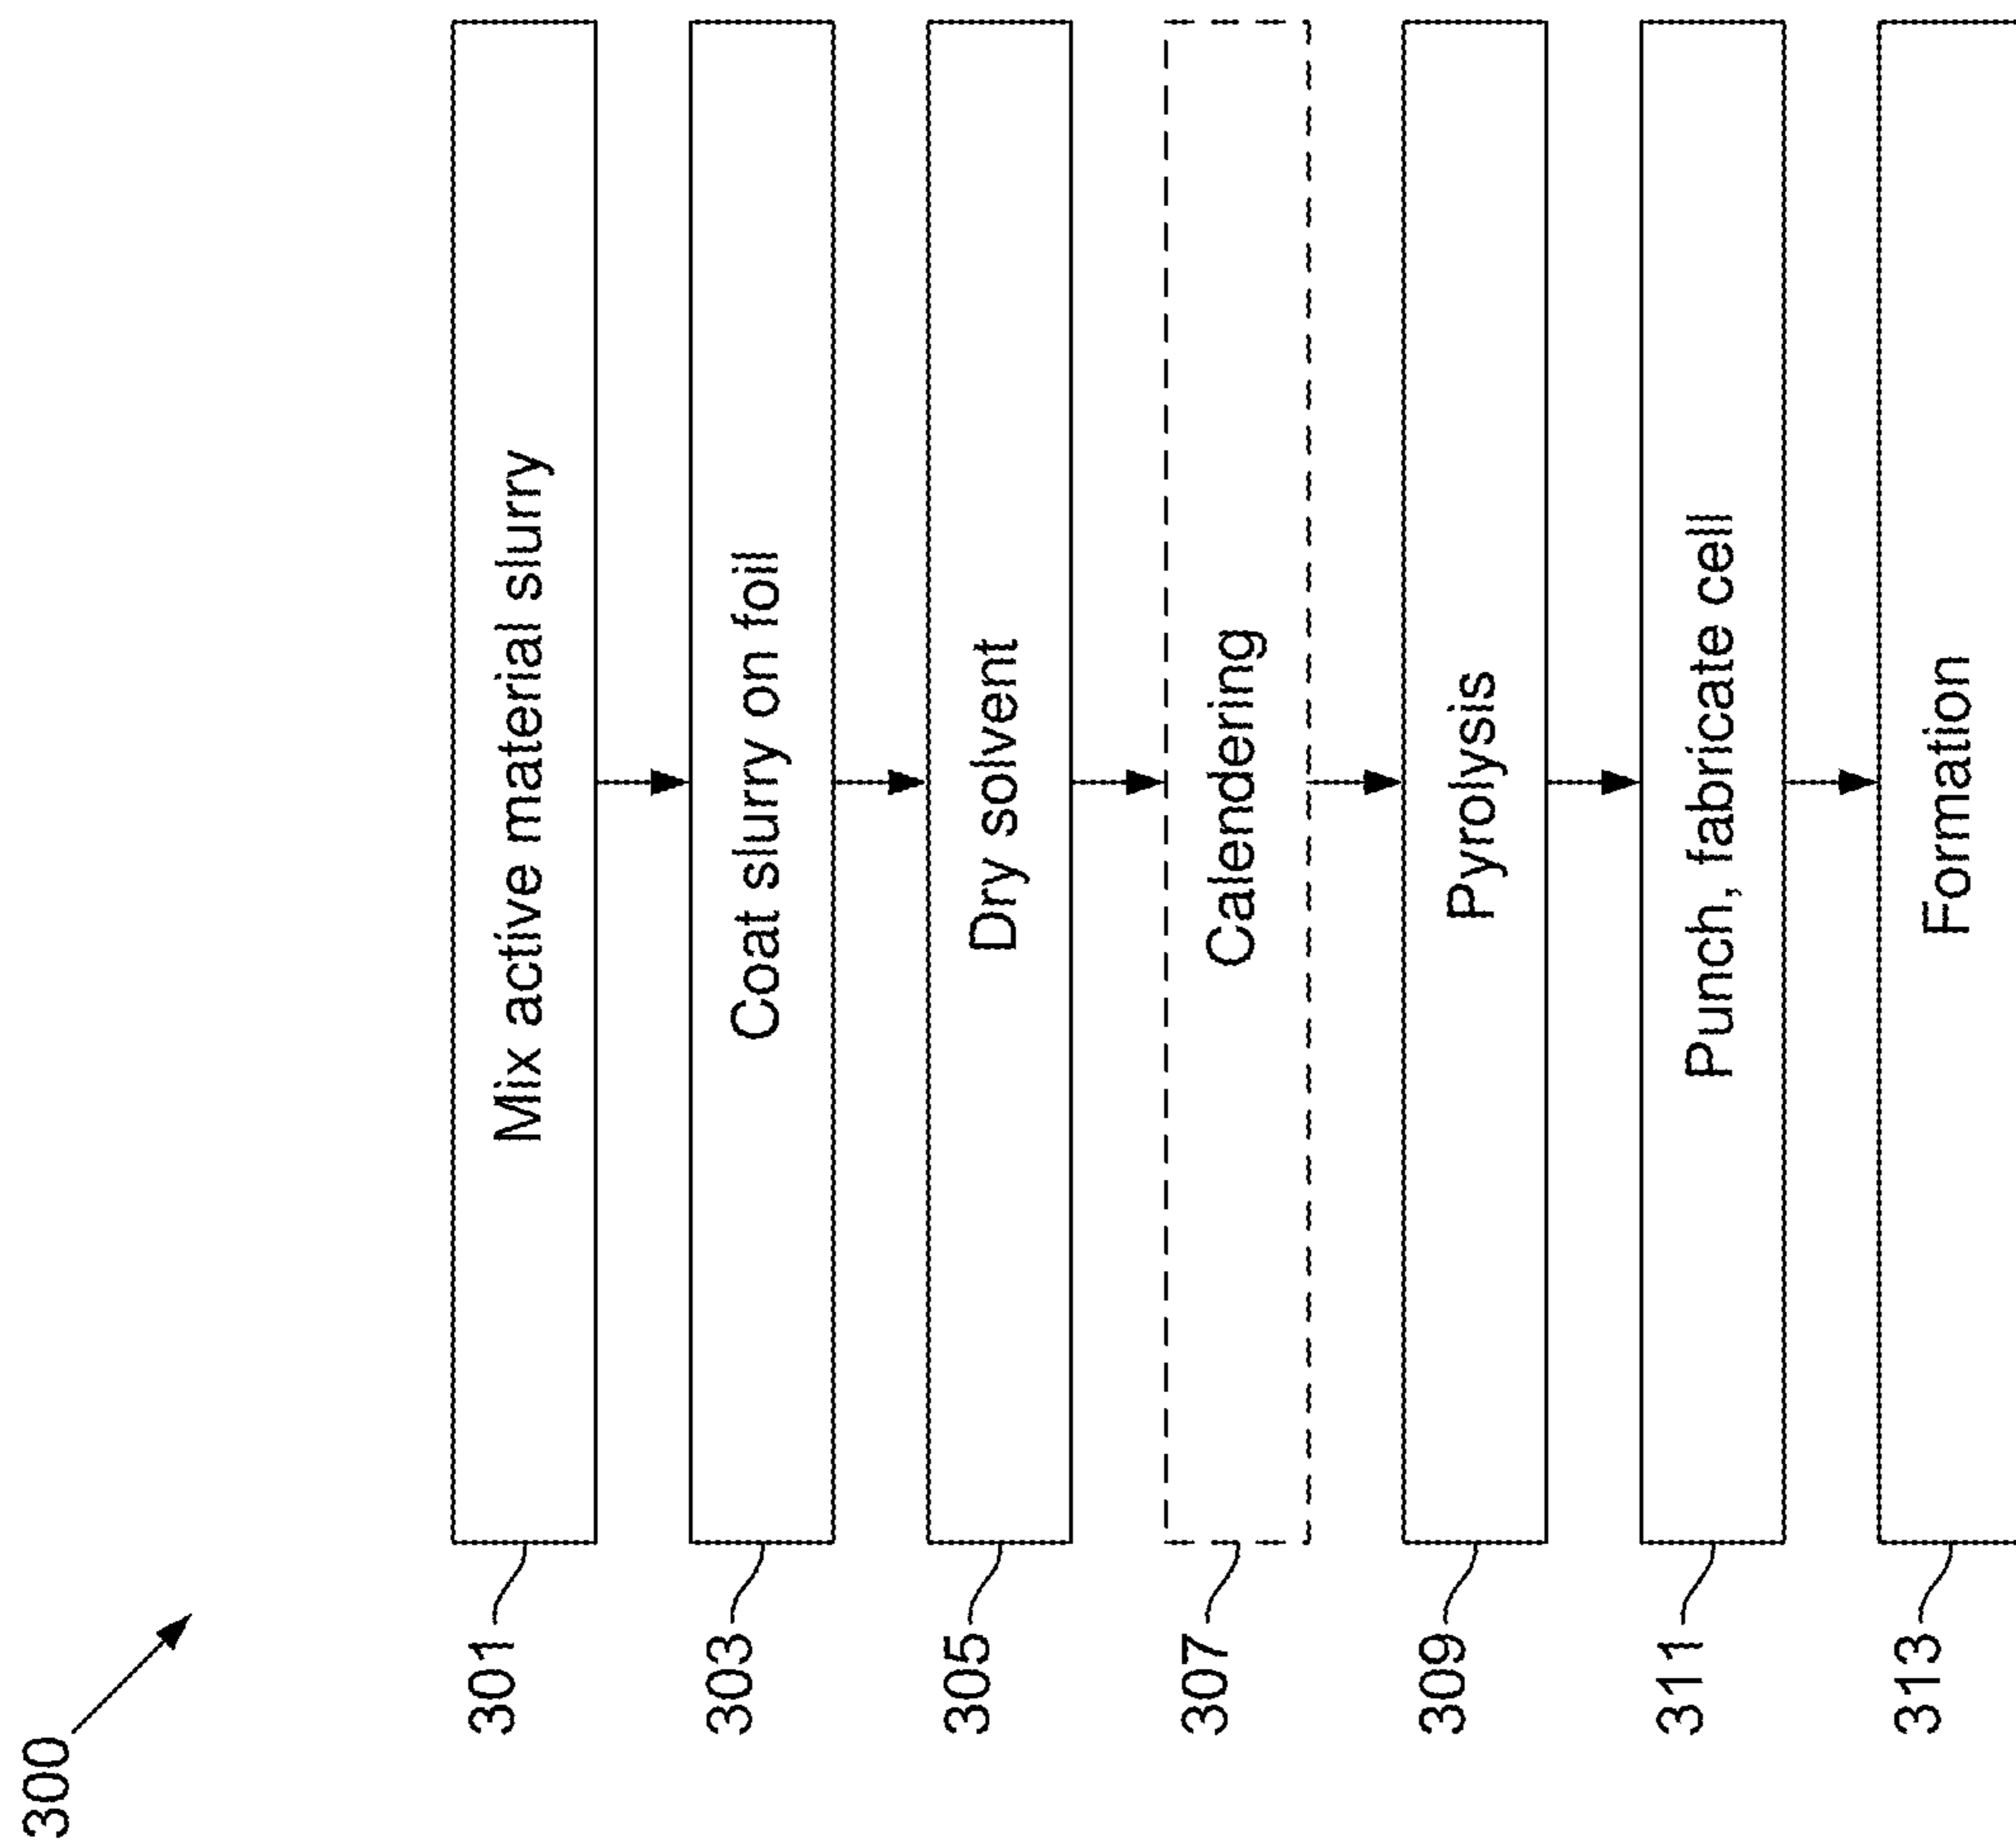 300
301
Mix active material slurry
303
Coat slurry on foil
305
Dry solvent
307
Calendering
309
Pyrolysis
311
Punch, fabricate cell
313
Formation